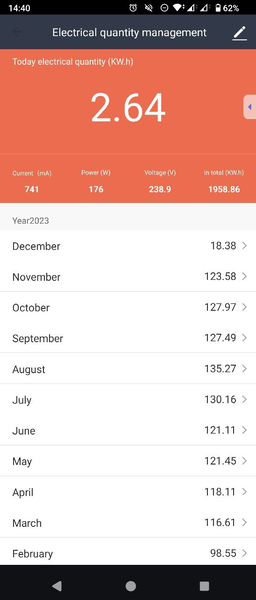 14:40 62%
Electrical quantity management
Today electrical quantity (KW.h)
2.64
Current (mA) Power (W) Voltage (V) In total (KW.h)
741 176 238.9 1958.86
Year2023
December 18.38
November 123.58
October 127.97
September 127.49
August 135.27
July 130.16
June 121.11
May 121.45
April 118.11
March 116.61
February 98.55